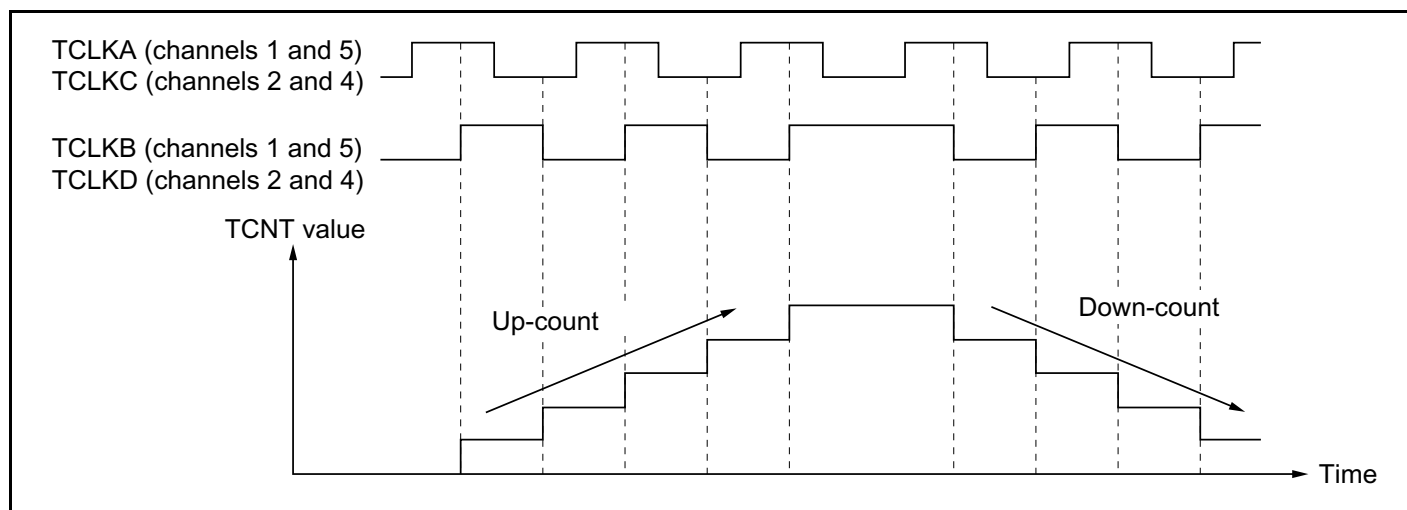 TCLKA (channels 1 and 5)
TCLKC (channels 2 and 4)
TCLKB (channels 1 and 5)
TCLKD (channels 2 and 4)
TCNT value
Up-count
Down-count
Time